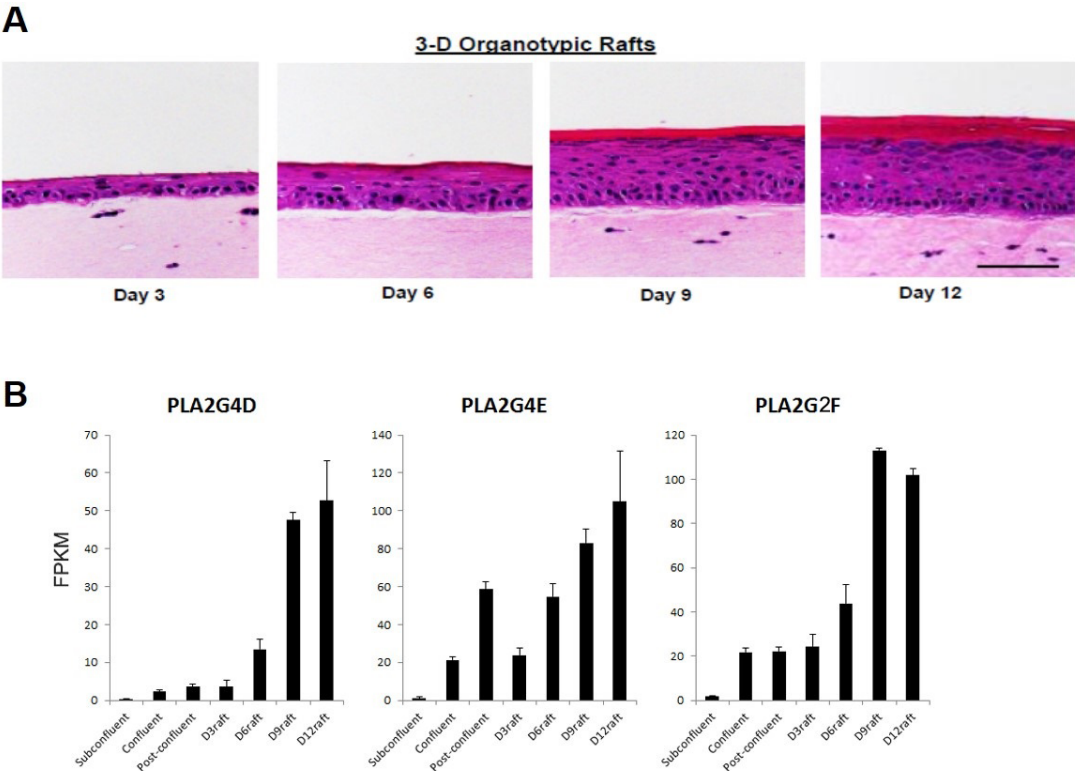 A
3-D Organotypic Rafts
Day 3 Day 6 Day 9 Day 12
B
PLA2G4D PLA2G4E PLA2G2F
FPKM
70
60
50
40
30
20
10
0
Subconfluent
Confluent
Post-confluent
D3raft
D6raft
D9raft
D12raft
140
120
100
80
60
40
20
0
Subconfluent
Confluent
Post-confluent
D3raft
D6raft
D9raft
D12raft
120
100
80
60
40
20
0
Subconfluent
Confluent
Post-confluent
D3raft
D6raft
D9raft
D12raft